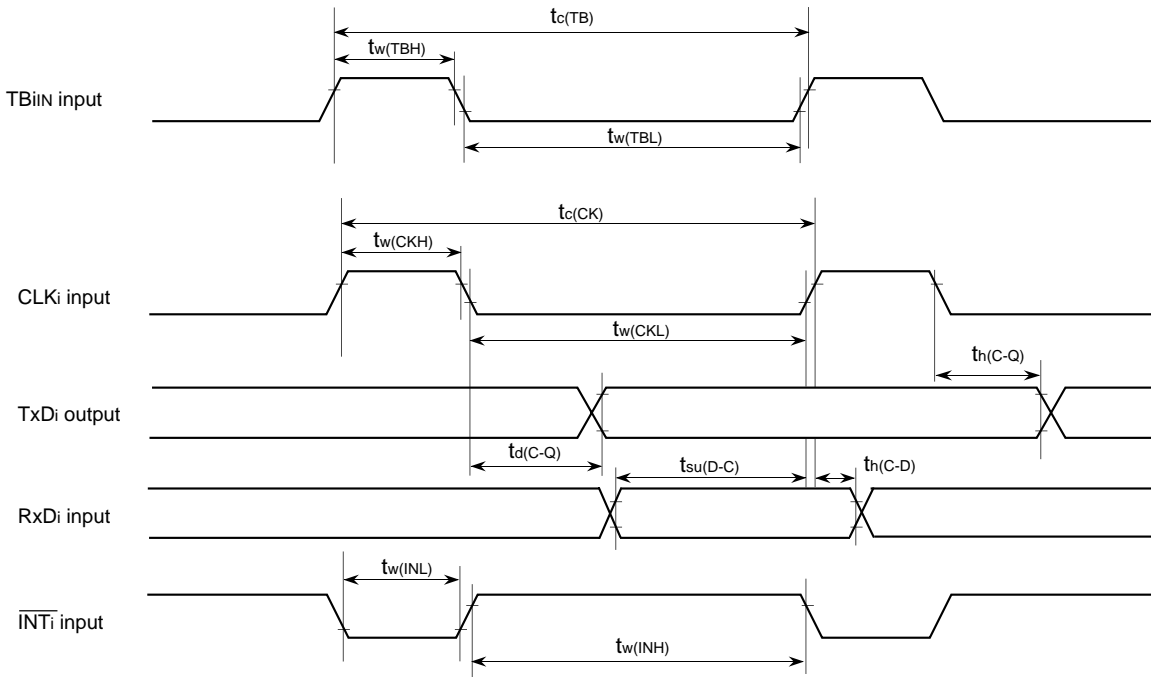 tc(TB)
tw(TBH)
TBiIN input
tw(TBL)
tc(CK)
tw(CKH)
CLKi input
tw(CKL)
th(C-Q)
TxDi output
td(C-Q)
tsu(D-C)
th(C-D)
RxDi input
tw(INL)
INTi input
tw(INH)